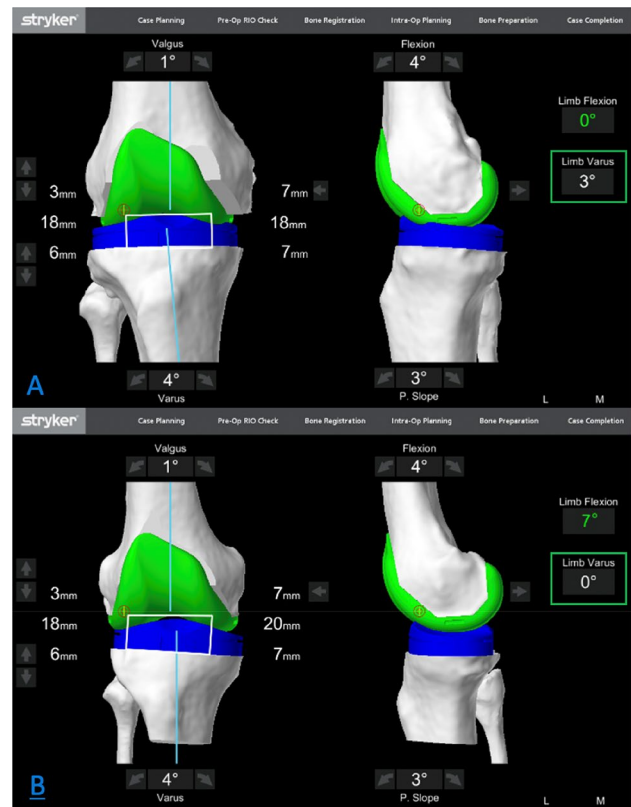 stryker Case Planning Pre-Op RIO Check Bone Registration Intra-Op Planning Bone Preparation Case Completion
Valgus Flexion
1° 4°
Limb Flexion
0°
Limb Varus
3°
3mm 7mm
18mm 18mm
6mm 7mm
4° 3°
Varus P. Slope
A L M
stryker Case Planning Pre-Op RIO Check Bone Registration Intra-Op Planning Bone Preparation Case Completion
Valgus Flexion
1° 4°
Limb Flexion
7°
Limb Varus
0°
3mm 7mm
18mm 20mm
6mm 7mm
4° 3°
Varus P. Slope
B L M